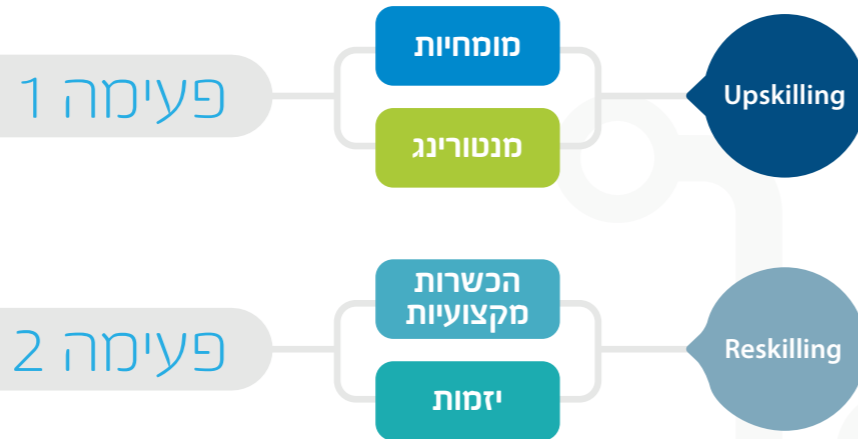 Upskilling
מומחיות
מנטורינג
פעימה 1
Reskilling
הכשרות
מקצועיות
יזמות
פעימה 2